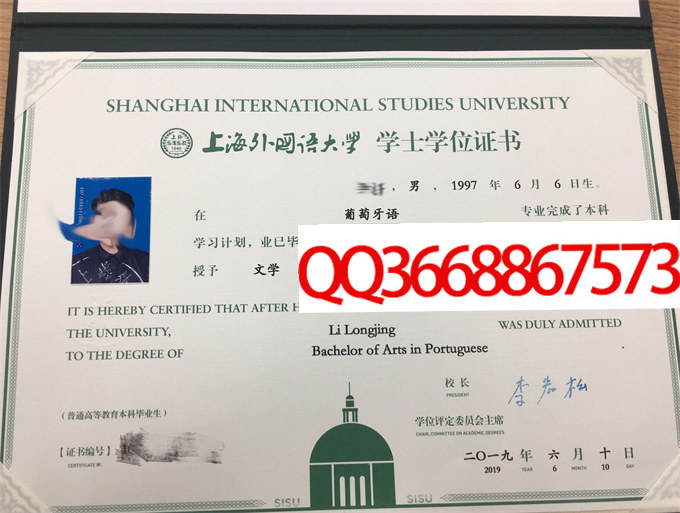 SHANGHAI INTERNATIONAL STUDIES UNIVERSITY
上海外国语大学 学士学位证书
，男，1997 年 6 月 6 日生。
在 葡萄牙语 专业完成了本科
学习计划，业已毕
授予 文学
QQ3668867573
IT IS HEREBY CERTIFIED THAT AFTER
THE UNIVERSITY, Li Longjing WAS DULY ADMITTED
TO THE DEGREE OF Bachelor of Arts in Portuguese
校 长
PRESIDENT
（普通高等教育本科毕业生）
学位评定委员会主席
CHAIR, COMMITTEE ON ACADEMIC DEGREES
【证书编号】
CERTIFICATE №
二〇一九 年 六 月 十 日
2019 YEAR 6 MONTH 10 DAY
SISU SISU